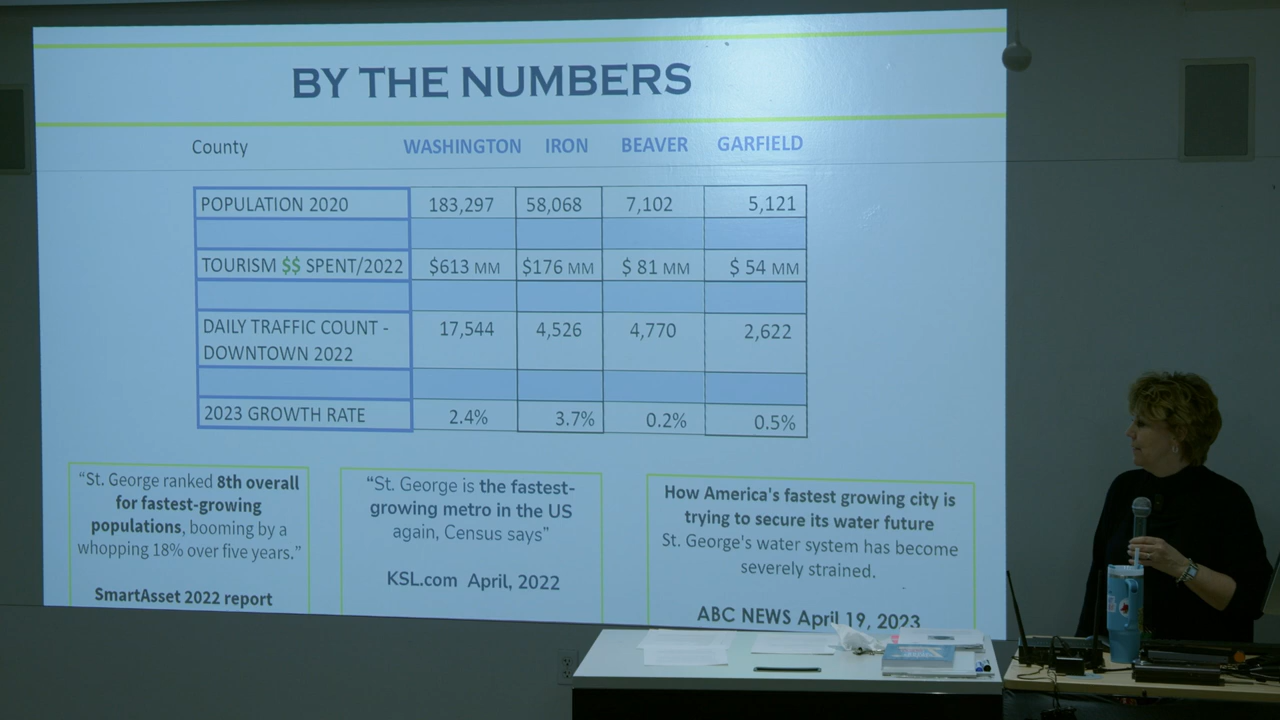 BY THE NUMBERS
County WASHINGTON IRON BEAVER GARFIELD
POPULATION 2020 183,297 58,068 7,102 5,121
TOURISM $$ SPENT/2022 $613 MM $176 MM $ 81 MM $ 54 MM
DAILY TRAFFIC COUNT - 17,544 4,526 4,770 2,622
DOWNTOWN 2022
2023 GROWTH RATE 2.4% 3.7% 0.2% 0.5%
“St. George ranked 8th overall
for fastest-growing
populations, booming by a
whopping 18% over five years.”
SmartAsset 2022 report
“St. George is the fastest-
growing metro in the US
again, Census says”
KSL.com April, 2022
How America's fastest growing city is
trying to secure its water future
St. George's water system has become
severely strained.
ABC NEWS April 19, 2023